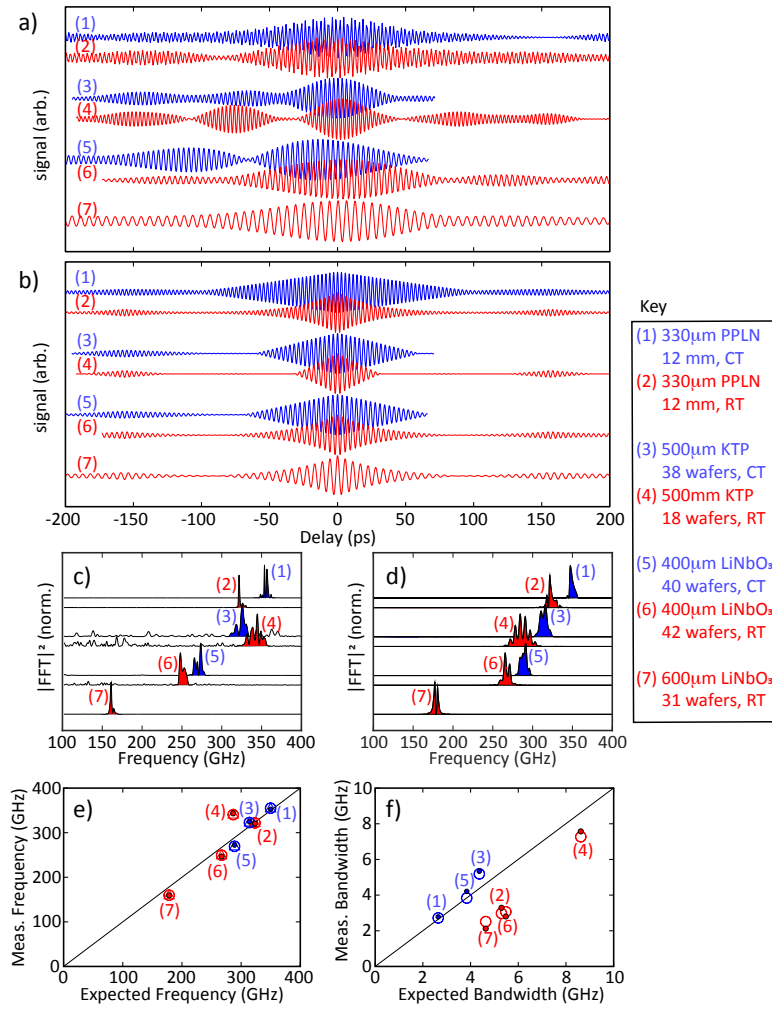 a)
signal (arb.)
(1)
(2)
(3)
(4)
(5)
(6)
(7)
b)
signal (arb.)
(1)
(2)
(3)
(4)
(5)
(6)
(7)
-200 -150 -100 -50 0 50 100 150 200
Delay (ps)
Key
(1) 330μm PPLN
12 mm, CT
(2) 330μm PPLN
12 mm, RT
(3) 500μm KTP
38 wafers, CT
(4) 500mm KTP
18 wafers, RT
(5) 400μm LiNbO₃
40 wafers, CT
(6) 400μm LiNbO₃
42 wafers, RT
(7) 600μm LiNbO₃
31 wafers, RT
c)
|FFT|² (norm.)
(1)
(2)
(3)
(4)
(5)
(6)
(7)
100 150 200 250 300 350 400
Frequency (GHz)
d)
(1)
(2)
(3)
(4)
(5)
(6)
(7)
100 150 200 250 300 350 400
Frequency (GHz)
e)
Meas. Frequency (GHz)
400
300
200
100
0
(4)
(3)
(1)
(2)
(5)
(6)
(7)
0 100 200 300 400
Expected Frequency (GHz)
f)
Meas. Bandwidth (GHz)
10
8
6
4
2
0
(3)
(4)
(5)
(1)
(2)
(7)
(6)
0 2 4 6 8 10
Expected Bandwidth (GHz)